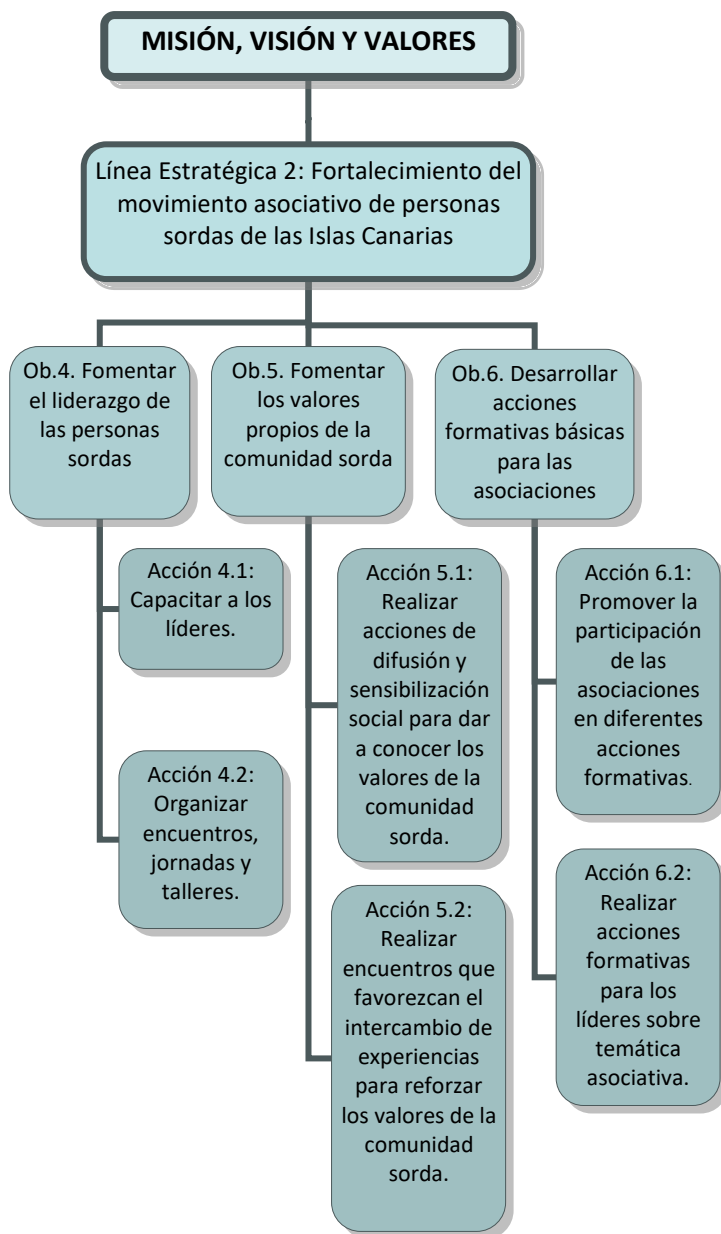 MISIÓN, VISIÓN Y VALORES
Línea Estratégica 2: Fortalecimiento del
movimiento asociativo de personas
sordas de las Islas Canarias
Ob.4. Fomentar
el liderazgo de
las personas
sordas
Ob.5. Fomentar
los valores
propios de la
comunidad sorda
Ob.6. Desarrollar
acciones
formativas básicas
para las
asociaciones
Acción 4.1:
Capacitar a los
líderes.
Acción 4.2:
Organizar
encuentros,
jornadas y
talleres.
Acción 5.1:
Realizar
acciones de
difusión y
sensibilización
social para dar
a conocer los
valores de la
comunidad
sorda.
Acción 5.2:
Realizar
encuentros que
favorezcan el
intercambio de
experiencias
para reforzar
los valores de la
comunidad
sorda.
Acción 6.1:
Promover la
participación
de las
asociaciones
en diferentes
acciones
formativas.
Acción 6.2:
Realizar
acciones
formativas
para los
líderes sobre
temática
asociativa.